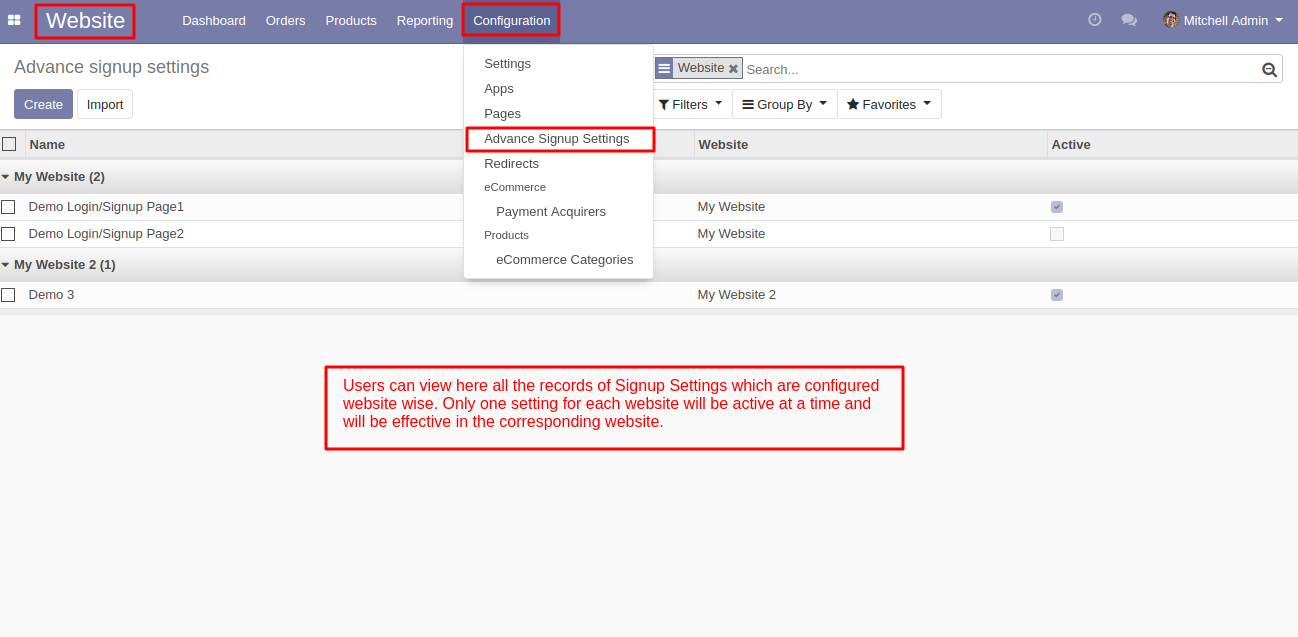 Website Dashboard Orders Products Reporting Configuration Mitchell Admin
Advance signup settings
Website Search...
Create Import
Filters Group By Favorites
Settings
Apps
Pages
Advance Signup Settings
Redirects
eCommerce
Payment Acquirers
Products
eCommerce Categories
Name Website Active
My Website (2)
Demo Login/Signup Page1 My Website
Demo Login/Signup Page2 My Website
My Website 2 (1)
Demo 3 My Website 2
Users can view here all the records of Signup Settings which are configured
website wise. Only one setting for each website will be active at a time and
will be effective in the corresponding website.